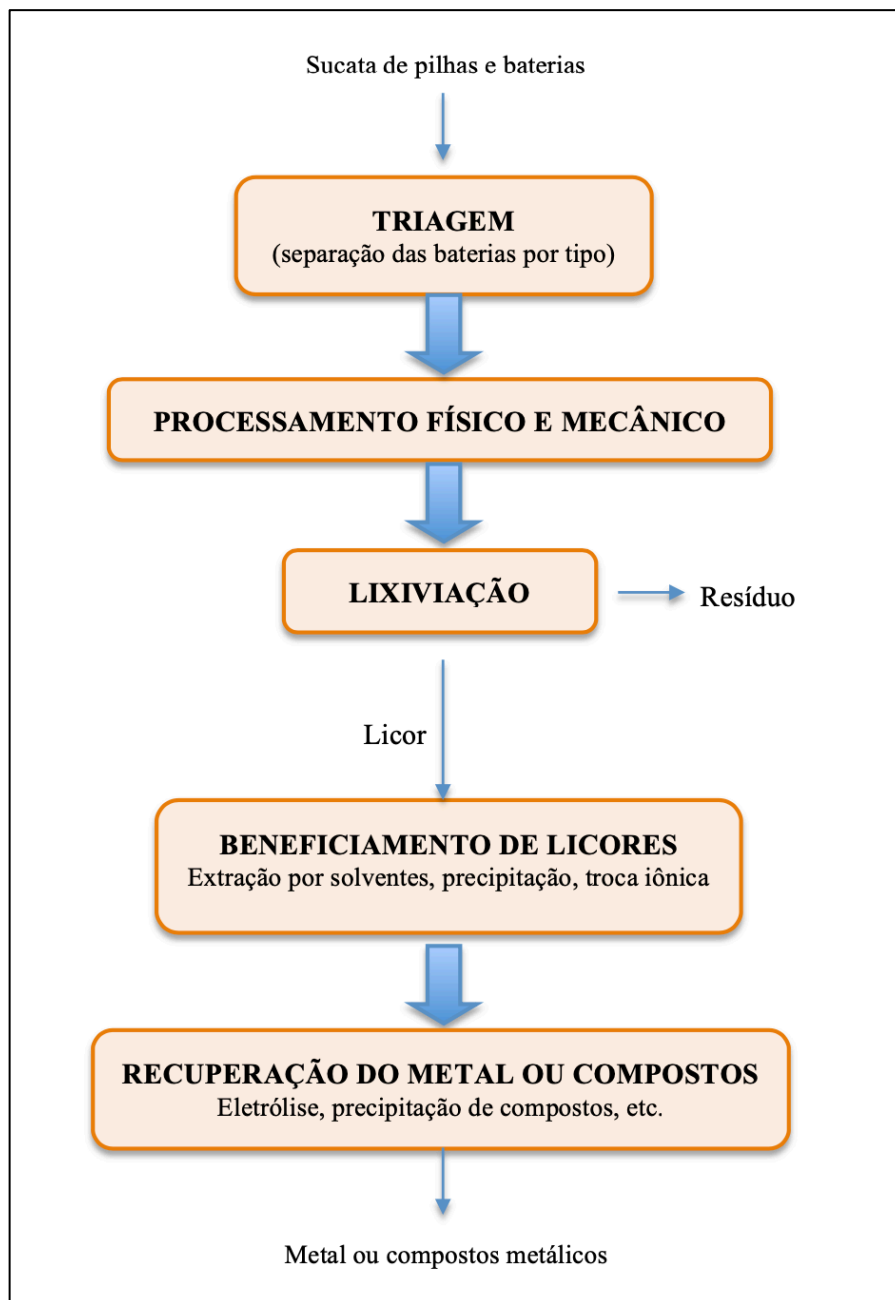 Sucata de pilhas e baterias
TRIAGEM
(separação das baterias por tipo)
PROCESSAMENTO FÍSICO E MECÂNICO
LIXIVIAÇÃO
Resíduo
Licor
BENEFICIAMENTO DE LICORES
Extração por solventes, precipitação, troca iônica
RECUPERAÇÃO DO METAL OU COMPOSTOS
Eletrólise, precipitação de compostos, etc.
Metal ou compostos metálicos